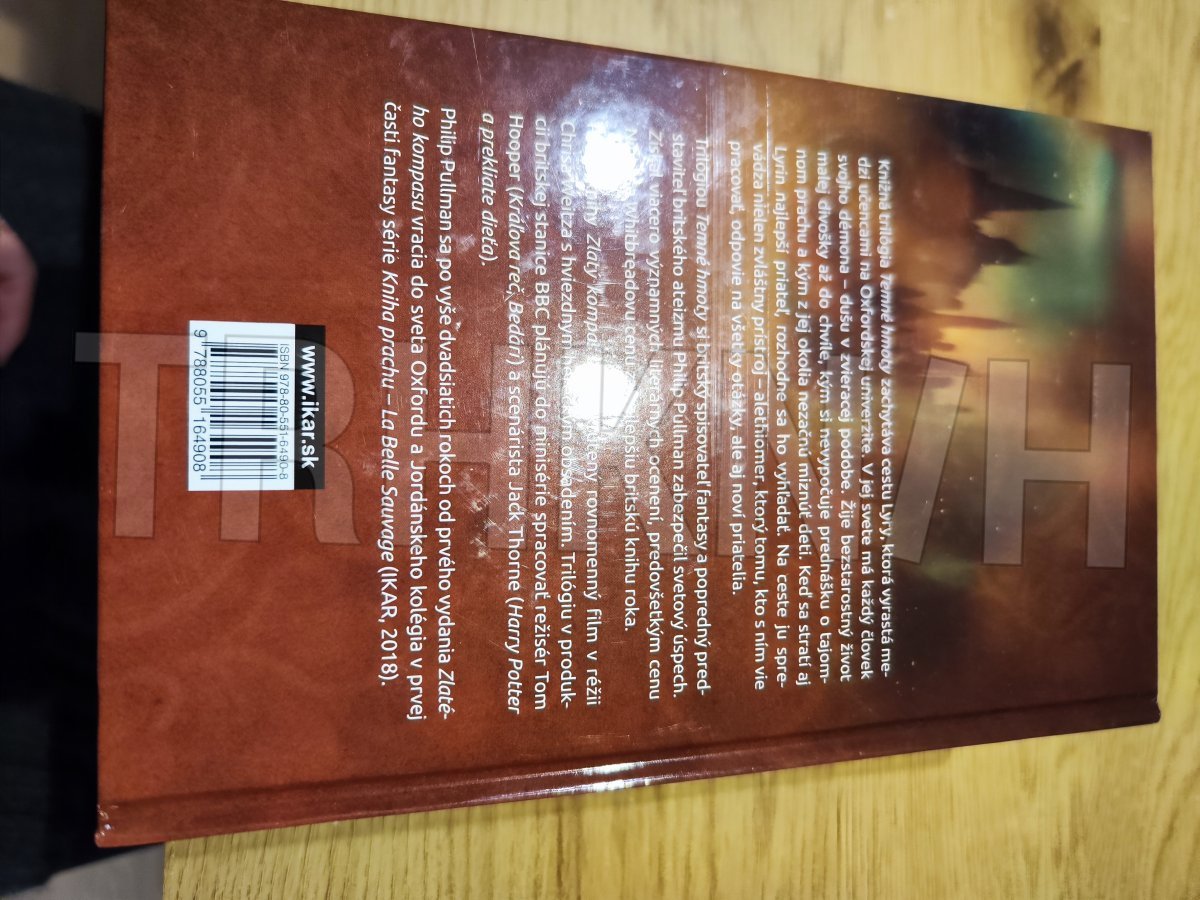 Knižná trilógia Temné hmoty zachytáva cestu Lyry, ktorá vyrastá me-
dzi učencami na Oxfordskej univerzite. V jej svete má každý človek
svojho démona – dušu v zvieracej podobe. Žije bezstarostný život
malej divošky až do chvíle, kým si nevypočuje prednášku o tajom-
nom prachu a kým z jej okolia nezačnú miznúť deti. Keď sa stratí aj
Lyrin najlepší priateľ, rozhodne sa ho vyhľadať. Na ceste ju spre-
vádza nielen zvláštny prístroj – alethiometer, ktorý tomu, kto s ním vie
pracovať, odpovie na všetky otázky, ale aj noví priatelia.
Trilógiou Temné hmoty si britský spisovateľ fantasy a popredný pred-
staviteľ britského ateizmu Philip Pullman zabezpečil svetový úspech.
Získal viacero významných literárnych ocenení, predovšetkým cenu
Whitbreadovu britskú knihu roka.
Zlatý kompas rovnomenný film v réžii
Chrisa Weitza s hviezdnym obsadením. Trilógiu v produk-
cii britskej stanice BBC plánujú do minisérie spracovať režisér Tom
Hooper (Kráľova reč, Bedári) a scenárista Jack Thorne (Harry Potter
a prekliate dieťa).
Philip Pullman sa po vyše dvadsiatich rokoch od prvého vydania Zlaté-
ho kompasu vracia do sveta Oxfordu a Jordánskeho kolégia v prvej
časti fantasy série Kniha prachu – La Belle Sauvage (IKAR, 2018).
www.ikar.sk
ISBN 978-80-551-6490-8
9 788055 164908